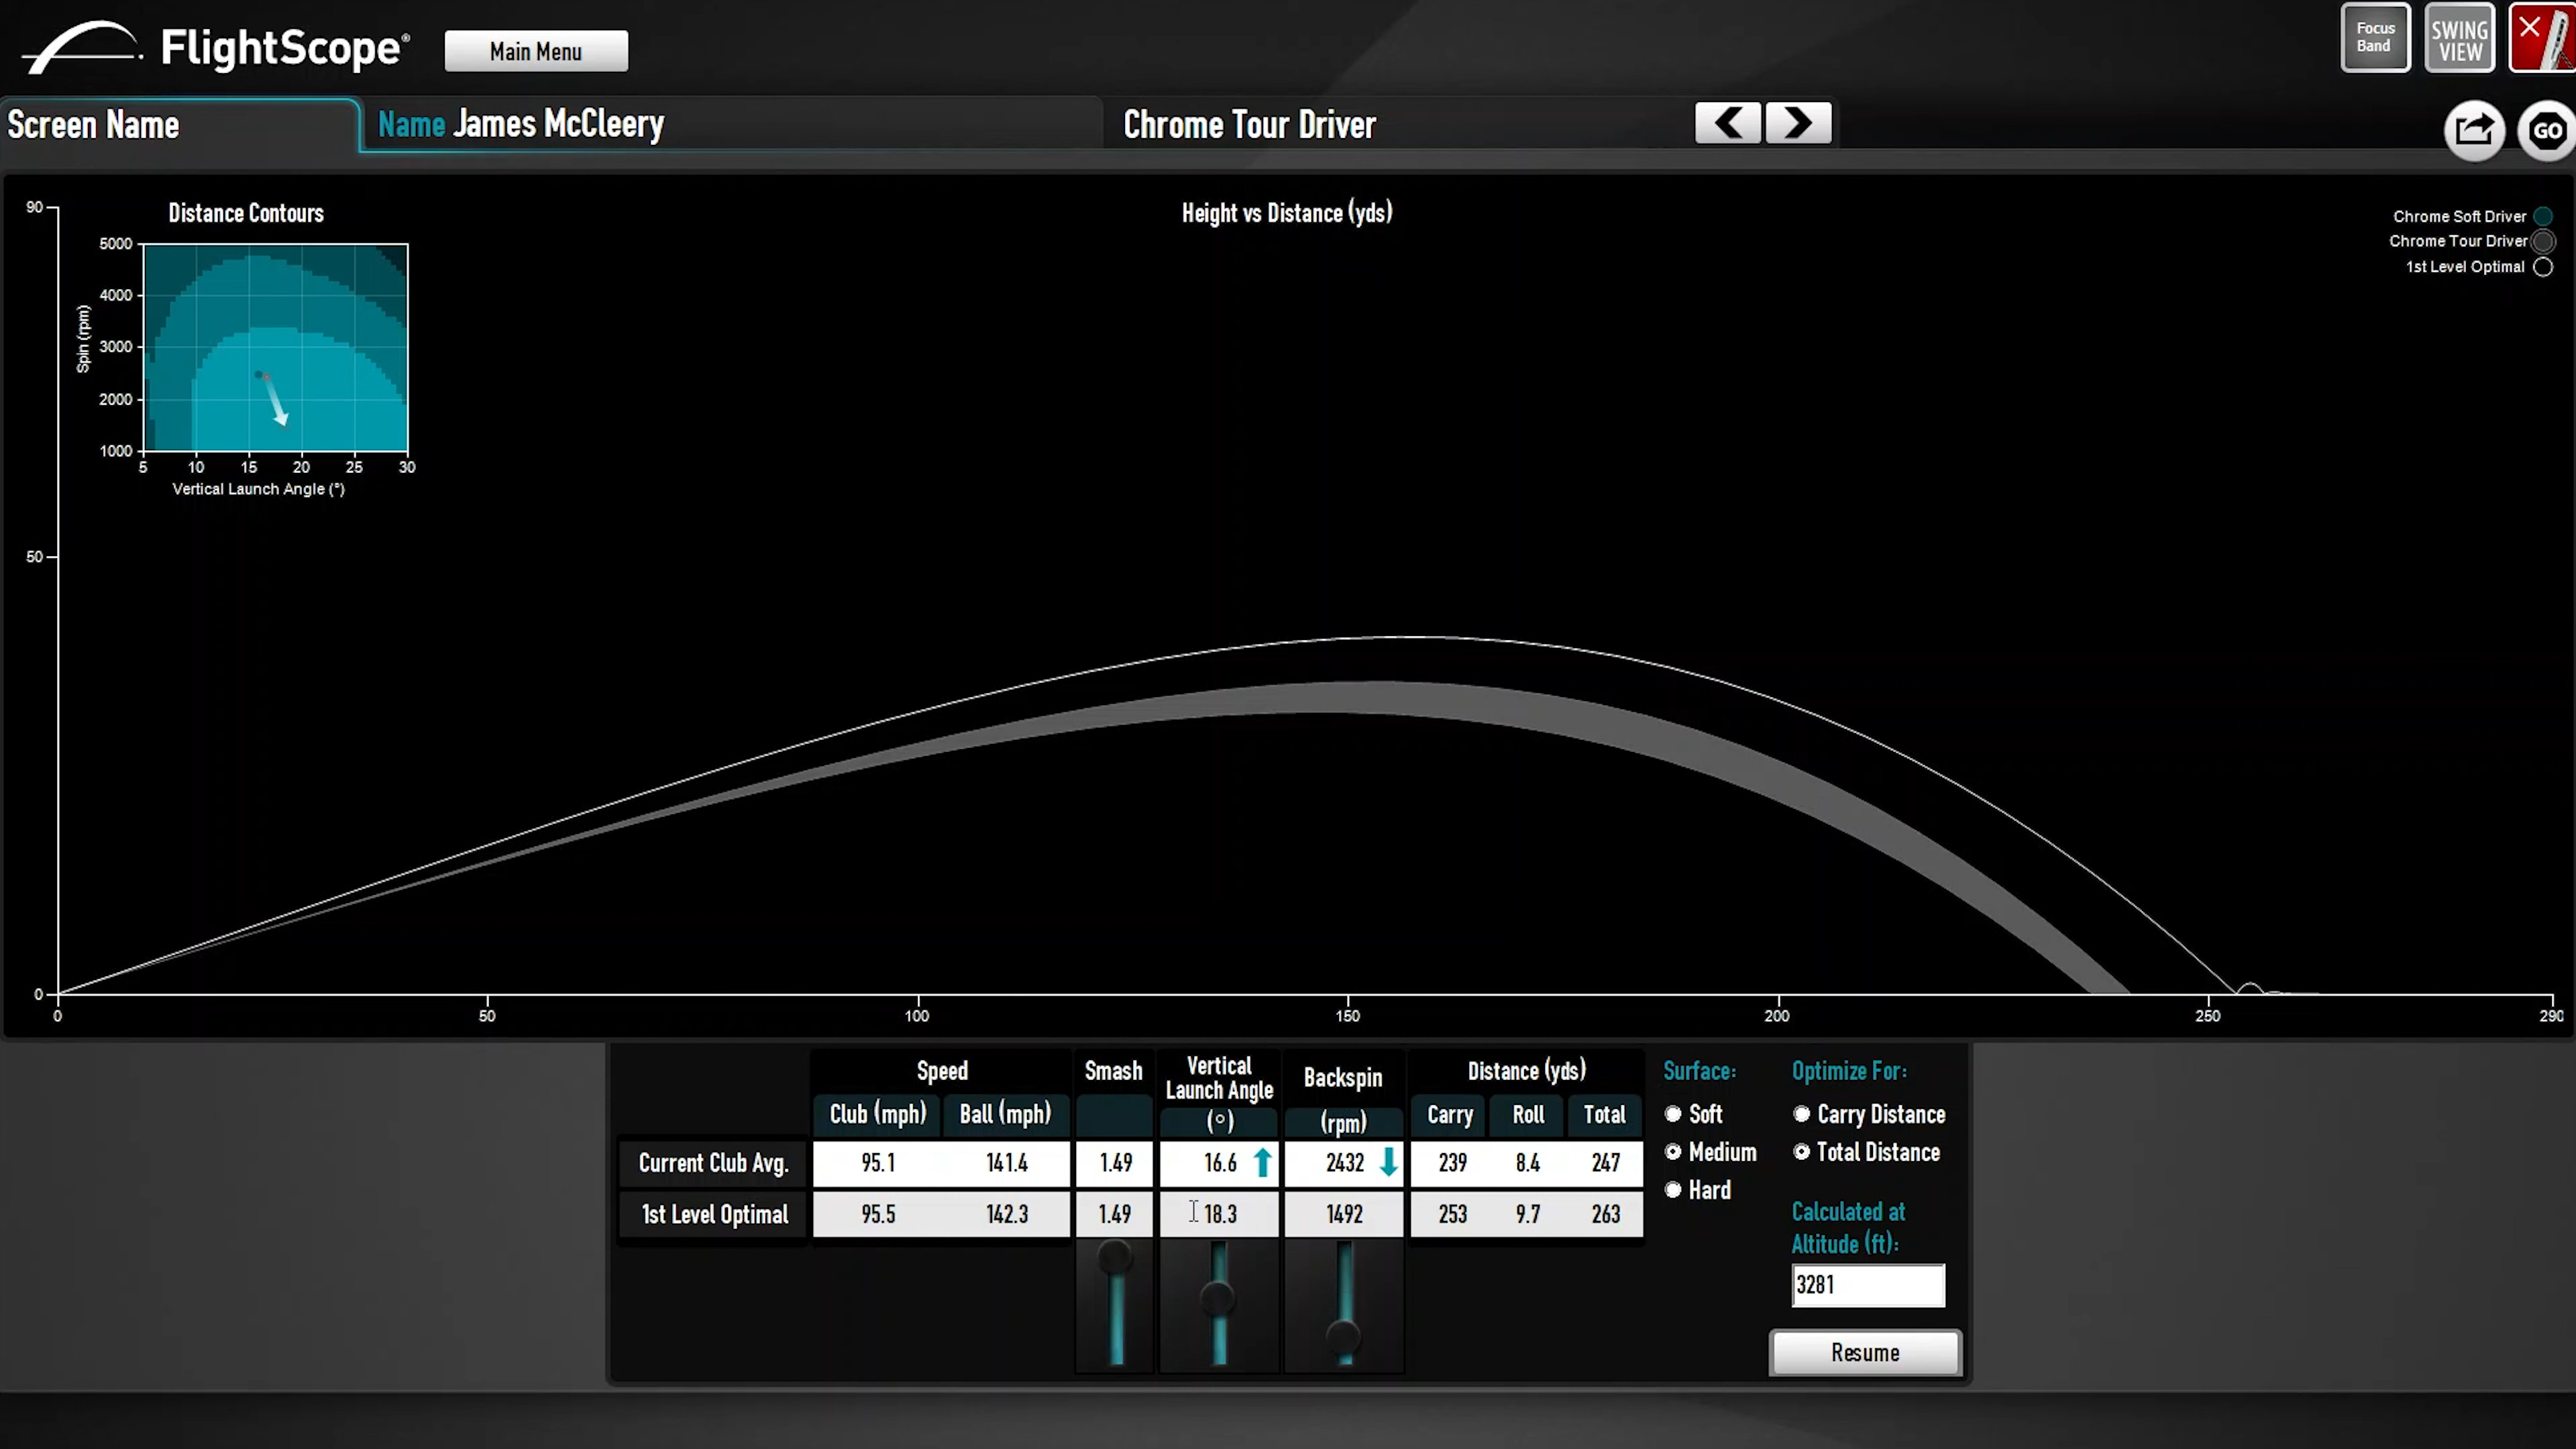 FlightScope®
Main Menu
Focus Band
SWING VIEW
Screen Name
Name James McCleery
Chrome Tour Driver
GO
Distance Contours
Height vs Distance (yds)
Chrome Soft Driver
Chrome Tour Driver
1st Level Optimal
90
50
0
5000
4000
3000
2000
1000
Spin (rpm)
5 10 15 20 25 30
Vertical Launch Angle (°)
0 50 100 150 200 250 290
Speed Smash Vertical Launch Angle Backspin Distance (yds)
Club (mph) Ball (mph) (°) (rpm) Carry Roll Total
Current Club Avg. 95.1 141.4 1.49 16.6 2432 239 8.4 247
1st Level Optimal 95.5 142.3 1.49 18.3 1492 253 9.7 263
Surface:
Soft
Medium
Hard
Optimize For:
Carry Distance
Total Distance
Calculated at
Altitude (ft):
3281
Resume